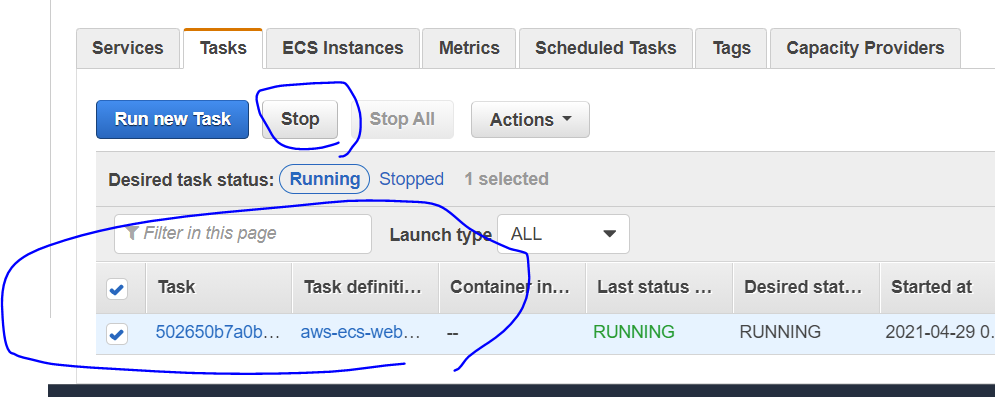 Services Tasks ECS Instances Metrics Scheduled Tasks Tags Capacity Providers
Run new Task Stop Stop All Actions
Desired task status: Running Stopped 1 selected
Filter in this page Launch type ALL
Task Task definiti... Container in... Last status ... Desired stat... Started at
502650b7a0b... aws-ecs-web... -- RUNNING RUNNING 2021-04-29 0...